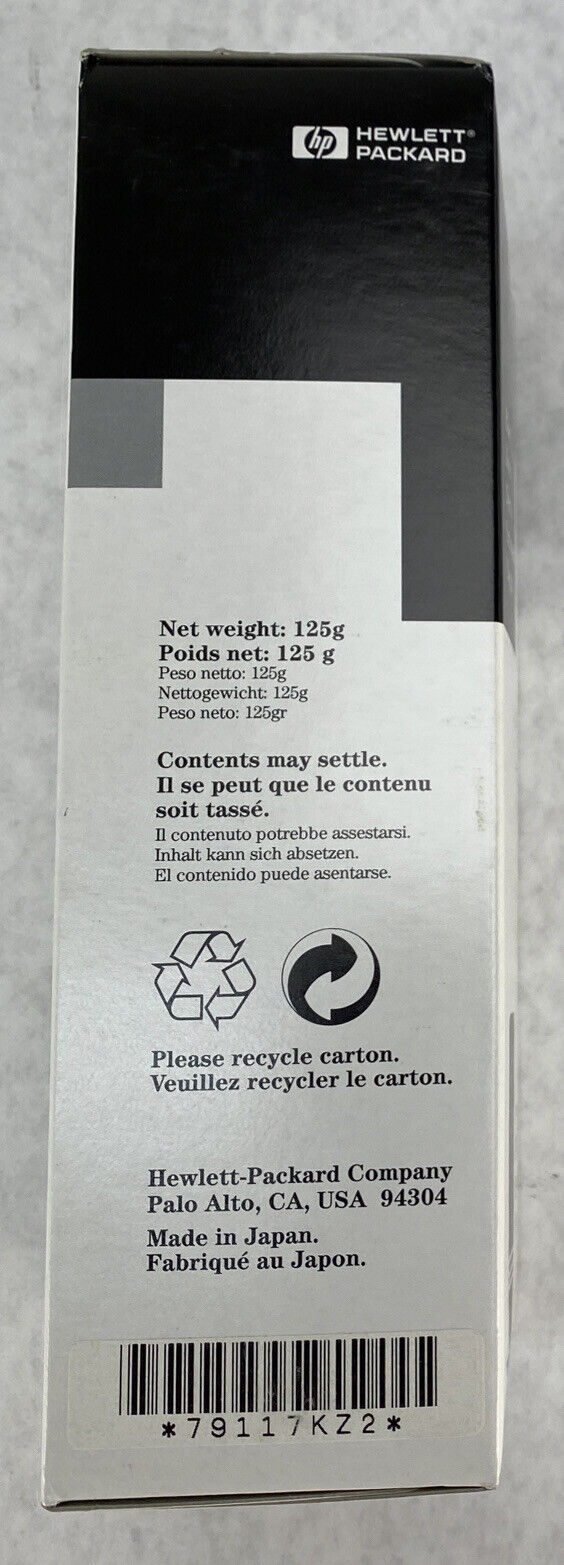 hp HEWLETT®
PACKARD
Net weight: 125g
Poids net: 125 g
Peso netto: 125g
Nettogewicht: 125g
Peso neto: 125gr
Contents may settle.
Il se peut que le contenu
soit tassé.
Il contenuto potrebbe assestarsi.
Inhalt kann sich absetzen.
El contenido puede asentarse.
Please recycle carton.
Veuillez recycler le carton.
Hewlett-Packard Company
Palo Alto, CA, USA 94304
Made in Japan.
Fabriqué au Japon.
*79117KZ2*